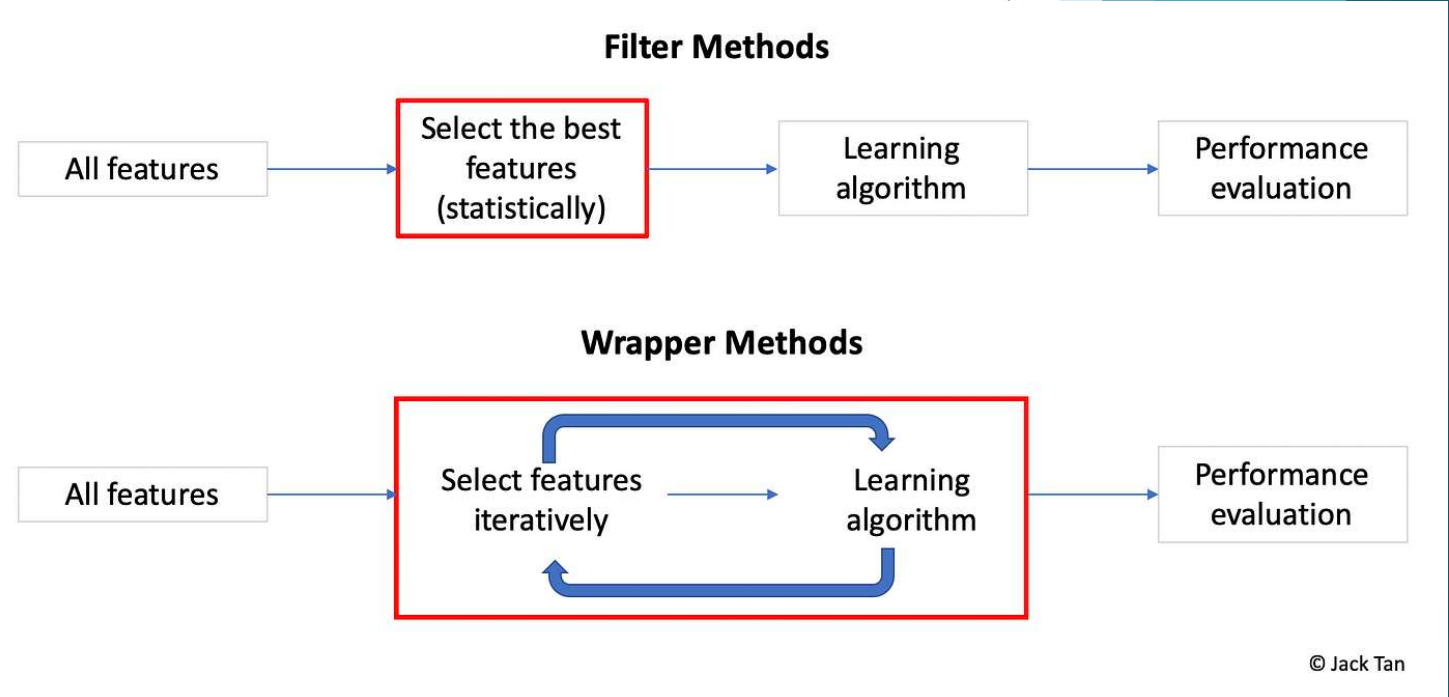 Filter Methods
All features
Select the best
features
(statistically)
Learning
algorithm
Performance
evaluation
Wrapper Methods
All features
Select features
iteratively
Learning
algorithm
Performance
evaluation
© Jack Tan